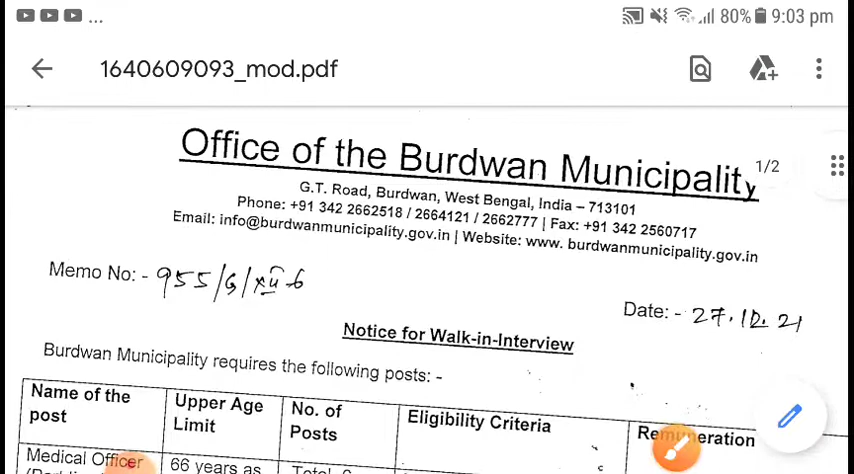 ... 80% 9:03 pm
1640609093_mod.pdf
Office of the Burdwan Municipality
1/2
G.T. Road, Burdwan, West Bengal, India – 713101
Phone: +91 342 2662518 / 2664121 / 2662777 | Fax: +91 342 2560717
Email: info@burdwanmunicipality.gov.in | Website: www. burdwanmunicipality.gov.in
Memo No: -
Date: - 27.12.21
Notice for Walk-in-Interview
Burdwan Municipality requires the following posts: -
Name of the post
Upper Age Limit
No. of Posts
Eligibility Criteria
Remuneration
Medical Officer
66 years as
Total